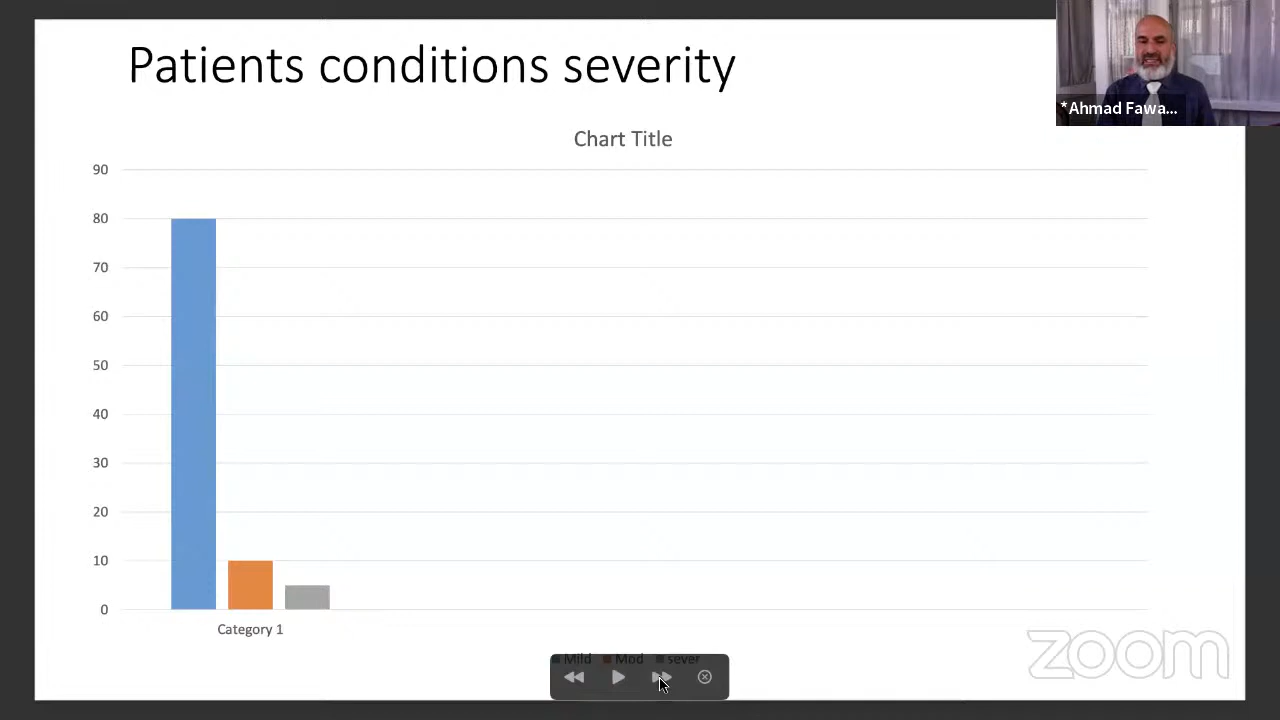 Patients conditions severity
*Ahmad Fawa...
Chart Title
90
80
70
60
50
40
30
20
10
0
Category 1
Mild Mod sever
zoom